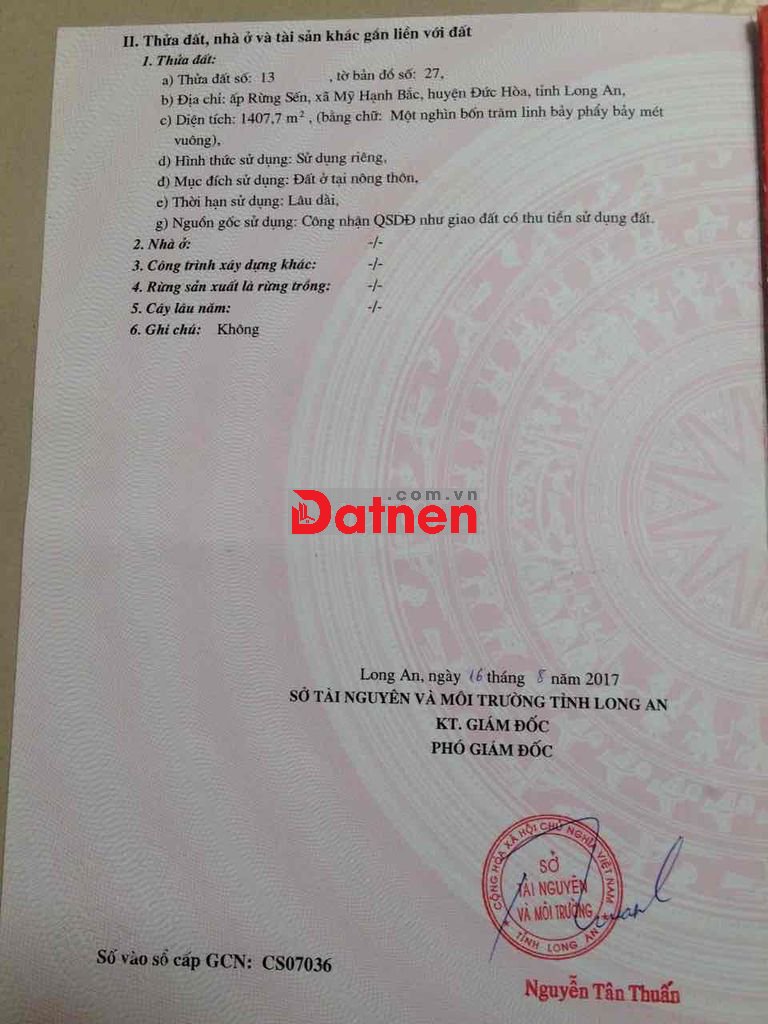 II. Thửa đất, nhà ở và tài sản khác gắn liền với đất
1. Thửa đất:
a) Thửa đất số: 13 , tờ bản đồ số: 27,
b) Địa chỉ: ấp Rừng Sến, xã Mỹ Hạnh Bắc, huyện Đức Hòa, tỉnh Long An,
c) Diện tích: 1407,7 m², (bằng chữ: Một nghìn bốn trăm linh bảy phẩy bảy mét
vuông),
d) Hình thức sử dụng: Sử dụng riêng,
đ) Mục đích sử dụng: Đất ở tại nông thôn,
e) Thời hạn sử dụng: Lâu dài,
g) Nguồn gốc sử dụng: Công nhận QSDĐ như giao đất có thu tiền sử dụng đất.
2. Nhà ở: -/-
3. Công trình xây dựng khác: -/-
4. Rừng sản xuất là rừng trồng: -/-
5. Cây lâu năm: -/-
6. Ghi chú: Không
.com.vn
Datnen
Long An, ngày 16 tháng 8 năm 2017
SỞ TÀI NGUYÊN VÀ MÔI TRƯỜNG TỈNH LONG AN
KT. GIÁM ĐỐC
PHÓ GIÁM ĐỐC
CỘNG HÒA XÃ HỘI CHỦ NGHĨA VIỆT NAM
SỞ
TÀI NGUYÊN
VÀ MÔI TRƯỜNG
TỈNH LONG AN
Số vào sổ cấp GCN: CS07036
Nguyễn Tân Thuấn